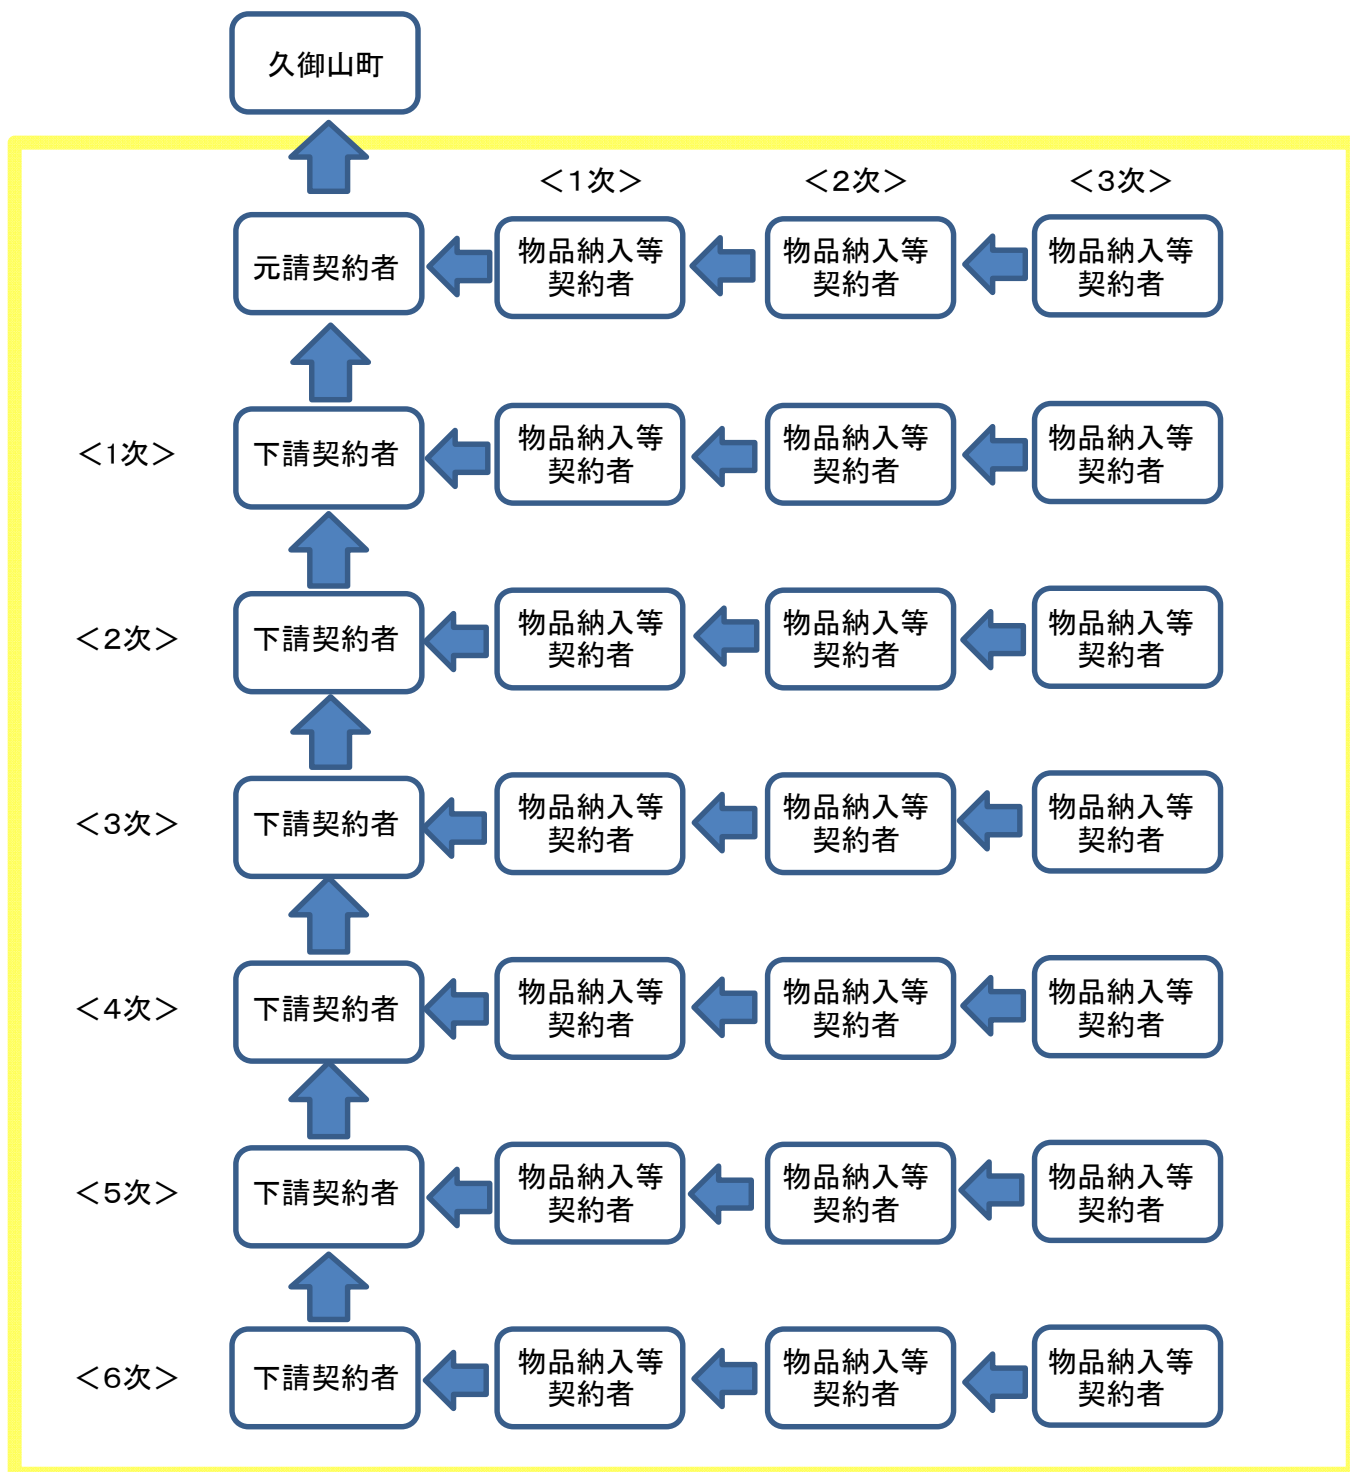 久御山町
＜１次＞ ＜２次＞ ＜３次＞
元請契約者 物品納入等 物品納入等 物品納入等
契約者 契約者 契約者
＜1次＞ 下請契約者 物品納入等 物品納入等 物品納入等
契約者 契約者 契約者
＜２次＞ 下請契約者 物品納入等 物品納入等 物品納入等
契約者 契約者 契約者
＜３次＞ 下請契約者 物品納入等 物品納入等 物品納入等
契約者 契約者 契約者
＜４次＞ 下請契約者 物品納入等 物品納入等 物品納入等
契約者 契約者 契約者
＜５次＞ 下請契約者 物品納入等 物品納入等 物品納入等
契約者 契約者 契約者
＜６次＞ 下請契約者 物品納入等 物品納入等 物品納入等
契約者 契約者 契約者